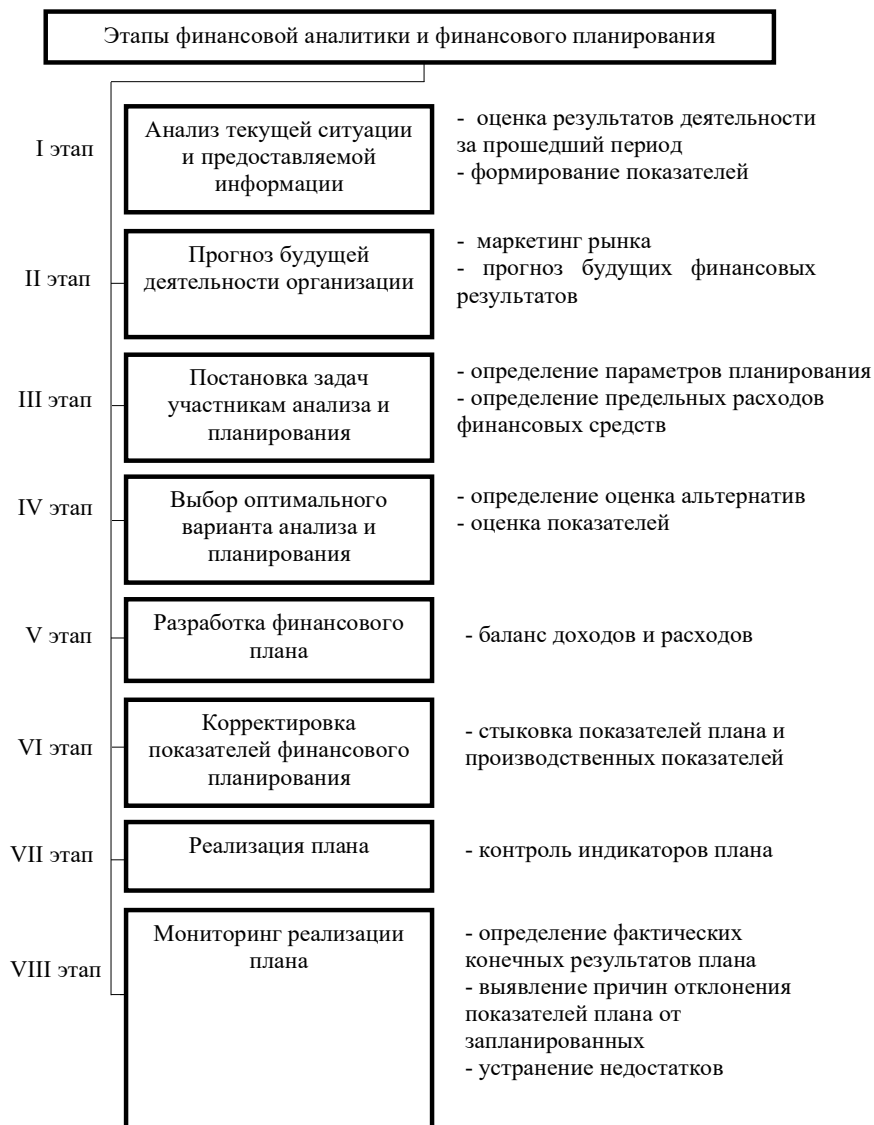 Этапы финансовой аналитики и финансового планирования
I этап
Анализ текущей ситуации
и предоставляемой
информации
- оценка результатов деятельности
за прошедший период
- формирование показателей
II этап
Прогноз будущей
деятельности организации
- маркетинг рынка
- прогноз будущих финансовых
результатов
III этап
Постановка задач
участникам анализа и
планирования
- определение параметров планирования
- определение предельных расходов
финансовых средств
IV этап
Выбор оптимального
варианта анализа и
планирования
- определение оценка альтернатив
- оценка показателей
V этап
Разработка финансового
плана
- баланс доходов и расходов
VI этап
Корректировка
показателей финансового
планирования
- стыковка показателей плана и
производственных показателей
VII этап
Реализация плана
- контроль индикаторов плана
VIII этап
Мониторинг реализации
плана
- определение фактических
конечных результатов плана
- выявление причин отклонения
показателей плана от
запланированных
- устранение недостатков